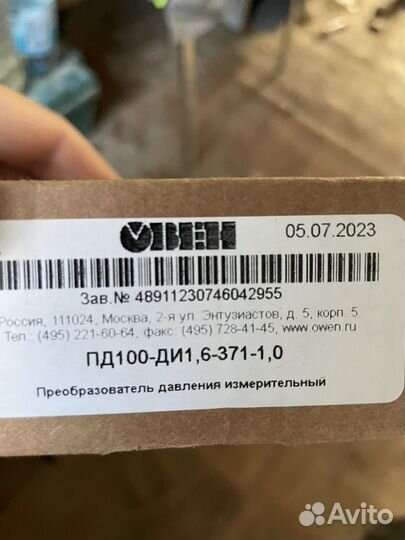 ОВЕН 05.07.2023
Зав.№ 48911230746042955
Россия, 111024, Москва, 2-я ул. Энтузиастов, д. 5, корп. 5
Тел.: (495) 221-60-64, факс: (495) 728-41-45, www.owen.ru
ПД100-ДИ1,6-371-1,0
Преобразователь давления измерительный
Avito